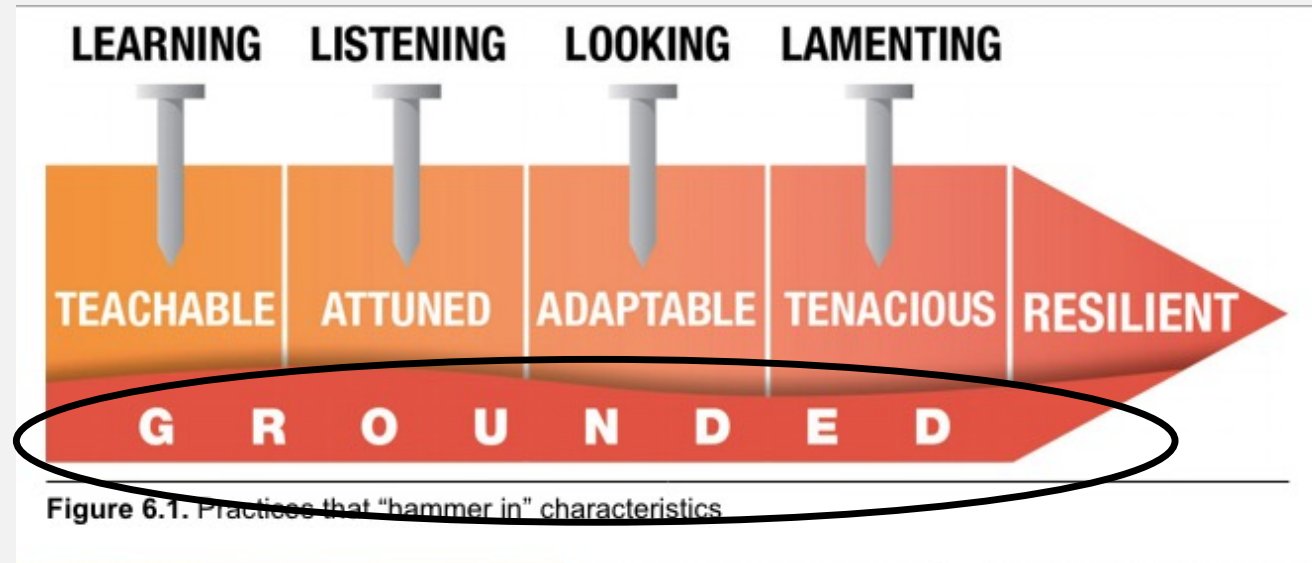 LEARNING LISTENING LOOKING LAMENTING
TEACHABLE ATTUNED ADAPTABLE TENACIOUS RESILIENT
G R O U N D E D
Figure 6.1. Practices that “hammer in” characteristics